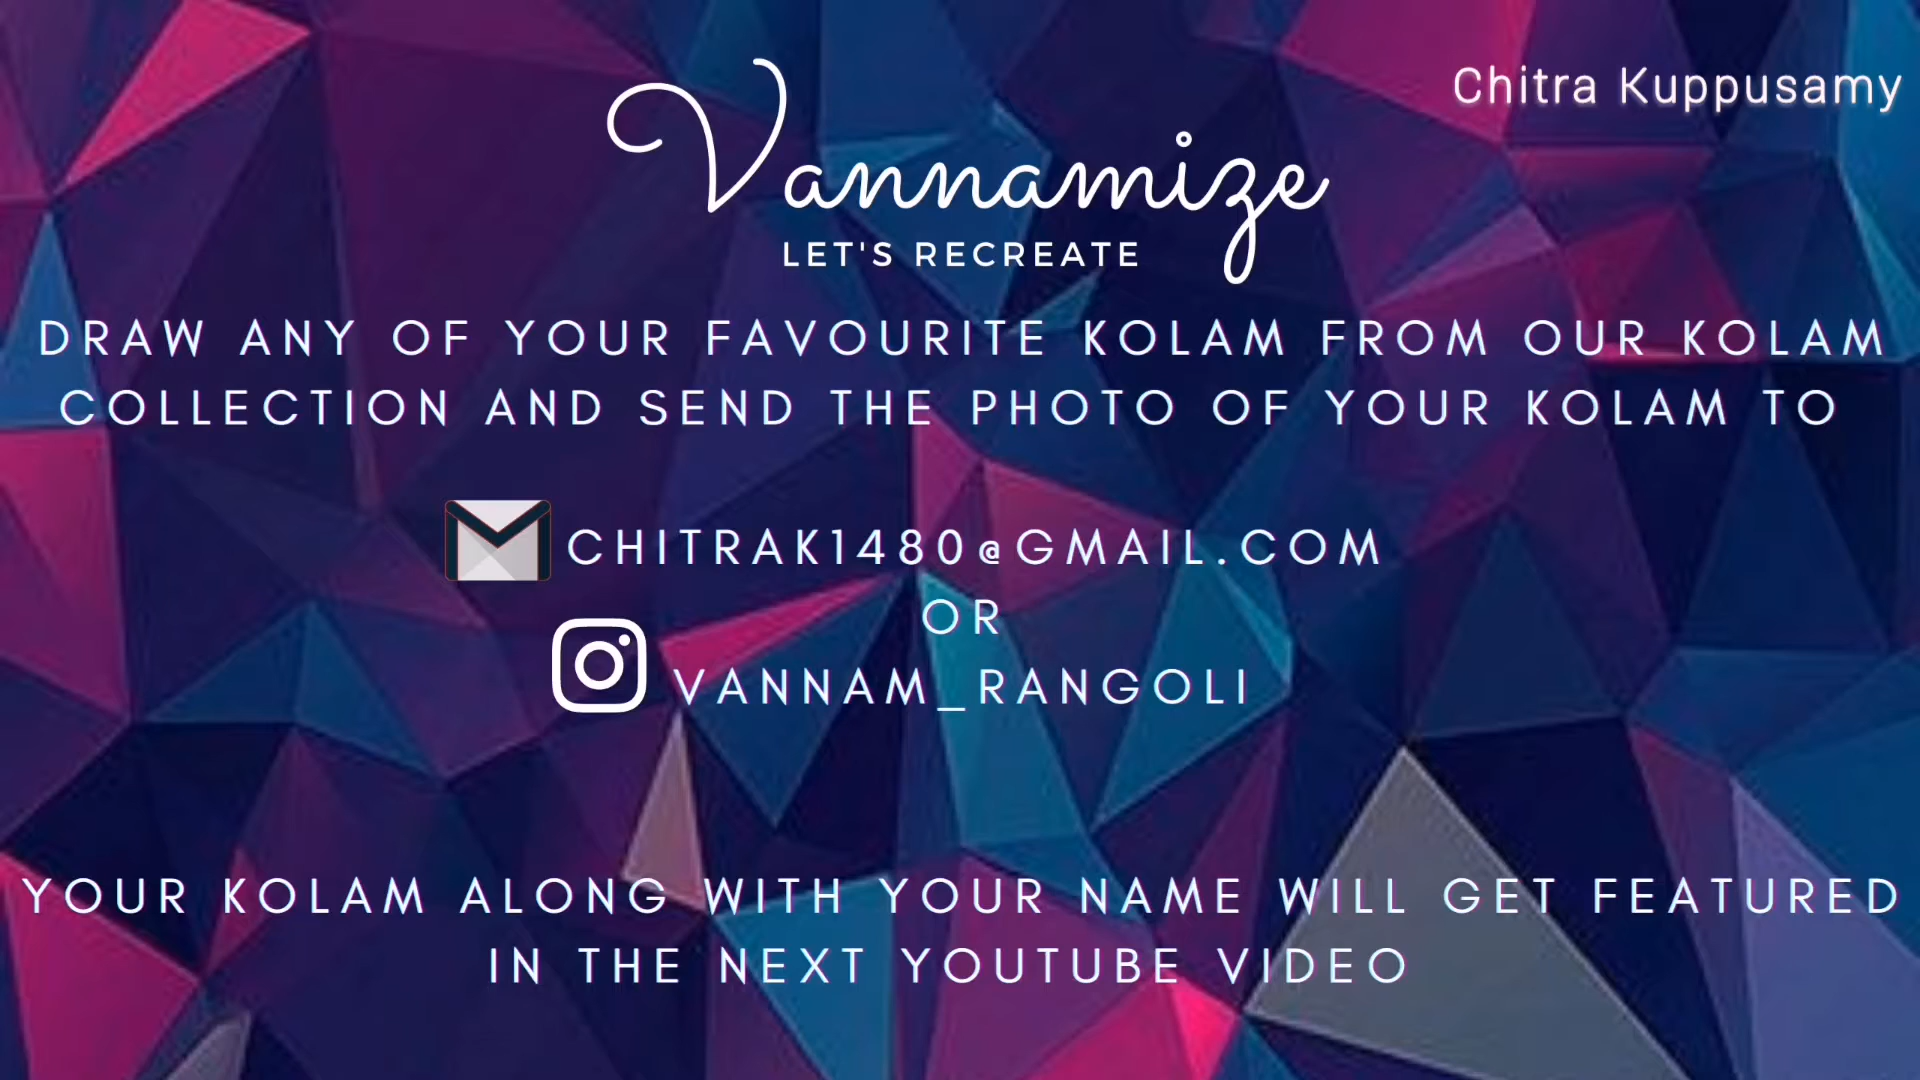 Chitra Kuppusamy
Vannamize
LET'S RECREATE
DRAW ANY OF YOUR FAVOURITE KOLAM FROM OUR KOLAM
COLLECTION AND SEND THE PHOTO OF YOUR KOLAM TO
CHITRAK1480@GMAIL.COM
OR
VANNAM_RANGOLI
YOUR KOLAM ALONG WITH YOUR NAME WILL GET FEATURED
IN THE NEXT YOUTUBE VIDEO